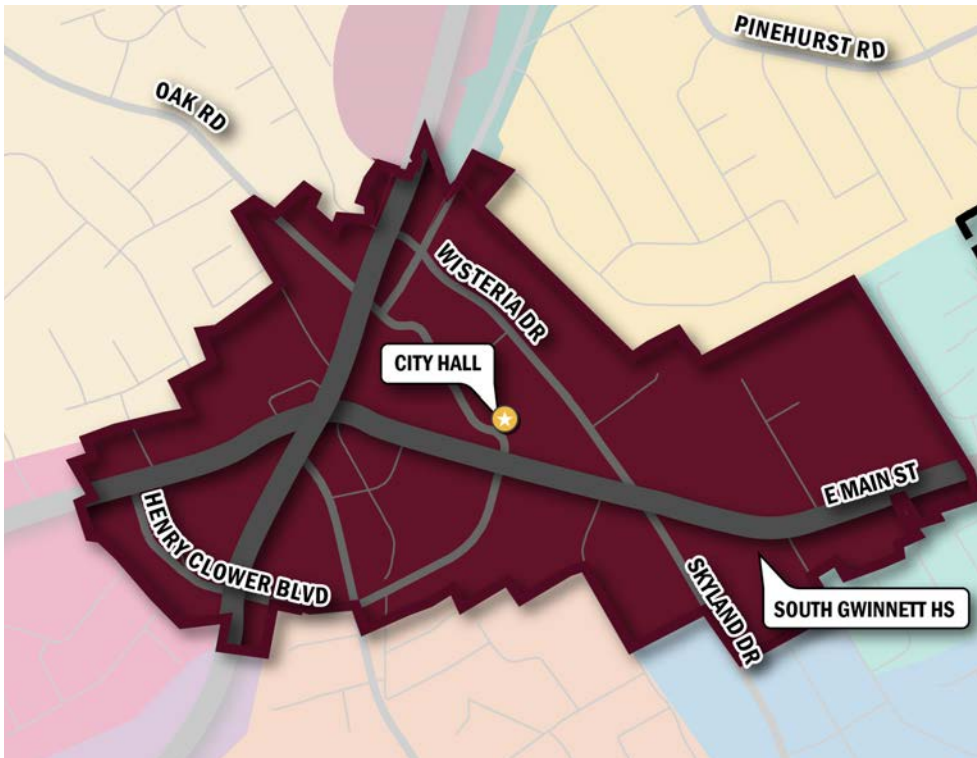 PINEHURST RD
OAK RD
WISTERIA DR
CITY HALL
E MAIN ST
HENRY CLOWER BLVD
SKYLAND DR
SOUTH GWINNETT HS